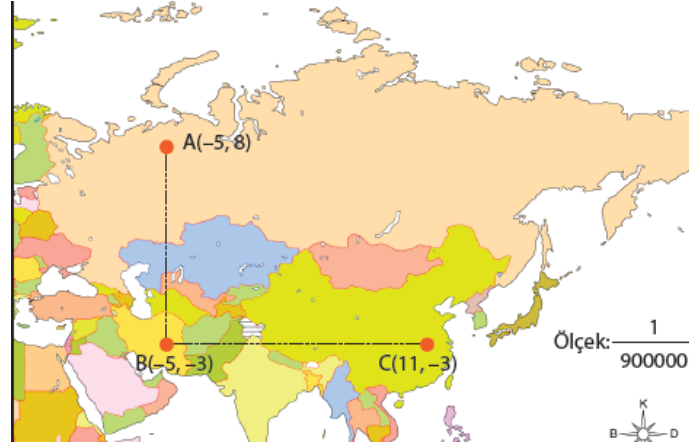 A(–5, 8)
B(–5, –3)
C(11, –3)
Ölçek: 1
900000
K
B
D